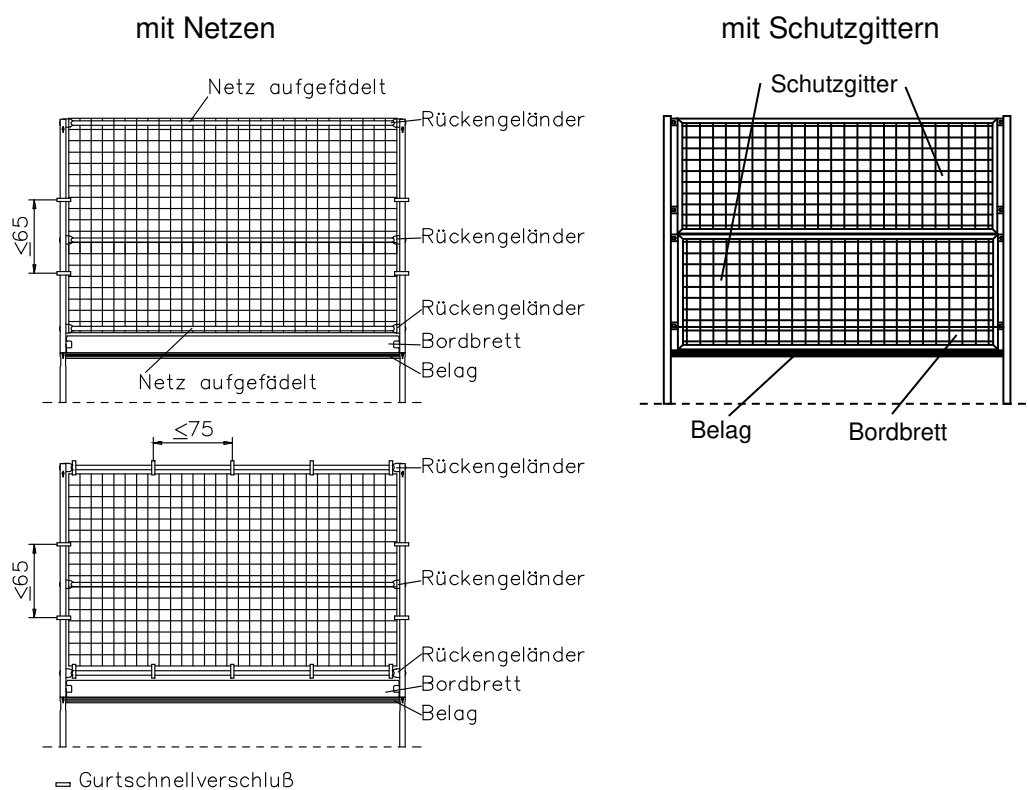 mit Netzen
mit Schutzgittern
Netz aufgefädelt
Rückengeländer
≤65
Rückengeländer
Rückengeländer
Bordbrett
Belag
Netz aufgefädelt
Schutzgitter
Belag
Bordbrett
≤75
Rückengeländer
≤65
Rückengeländer
Rückengeländer
Bordbrett
Belag
Gurtschnellverschluß